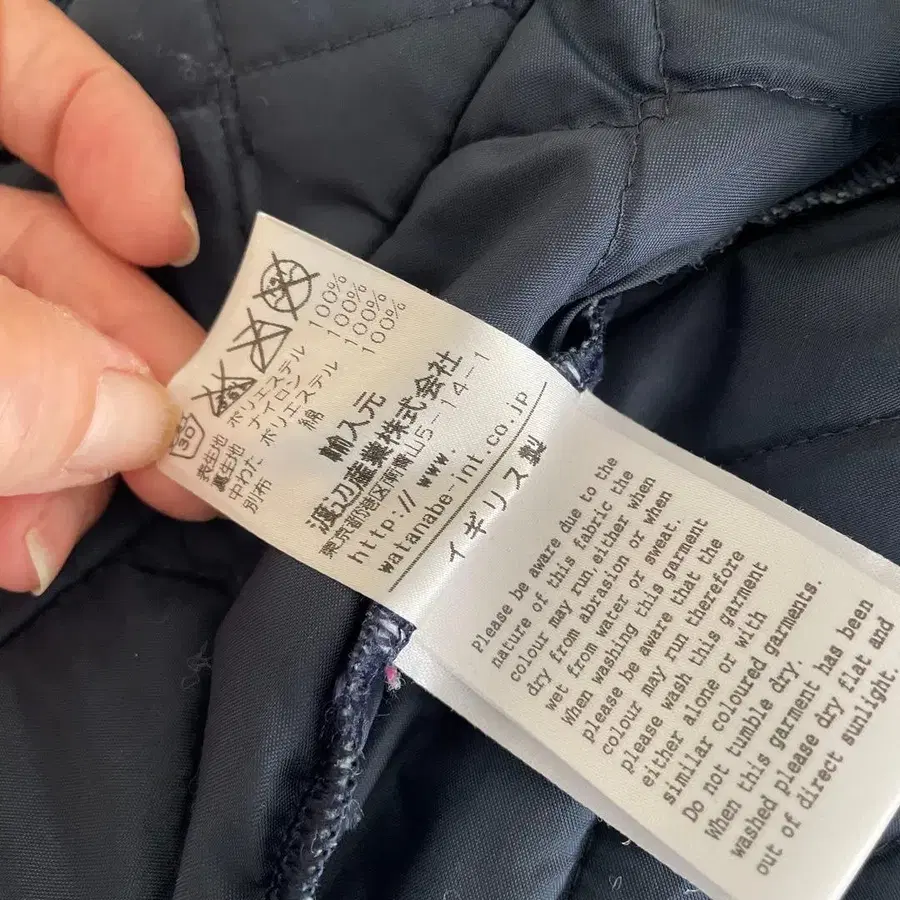 30
表生地 ポリエステル 100%
裏生地 ナイロン 100%
中わた ポリエステル 100%
別布 綿 100%
輸入元
渡辺産業株式会社
東京都港区南青山5-14-1
http://www.
watanabe-int.co.jp
イギリス製
Please be aware due to the
nature of this fabric the
colour may run,either when
dry from abrasion or when
wet from water or sweat.
When washing this garment
please be aware that the
colour may run therefore
please wash this garment
either alone or with
similar coloured garments.
Do not tumble dry.
When this garment has been
washed please dry flat and
out of direct sunlight.